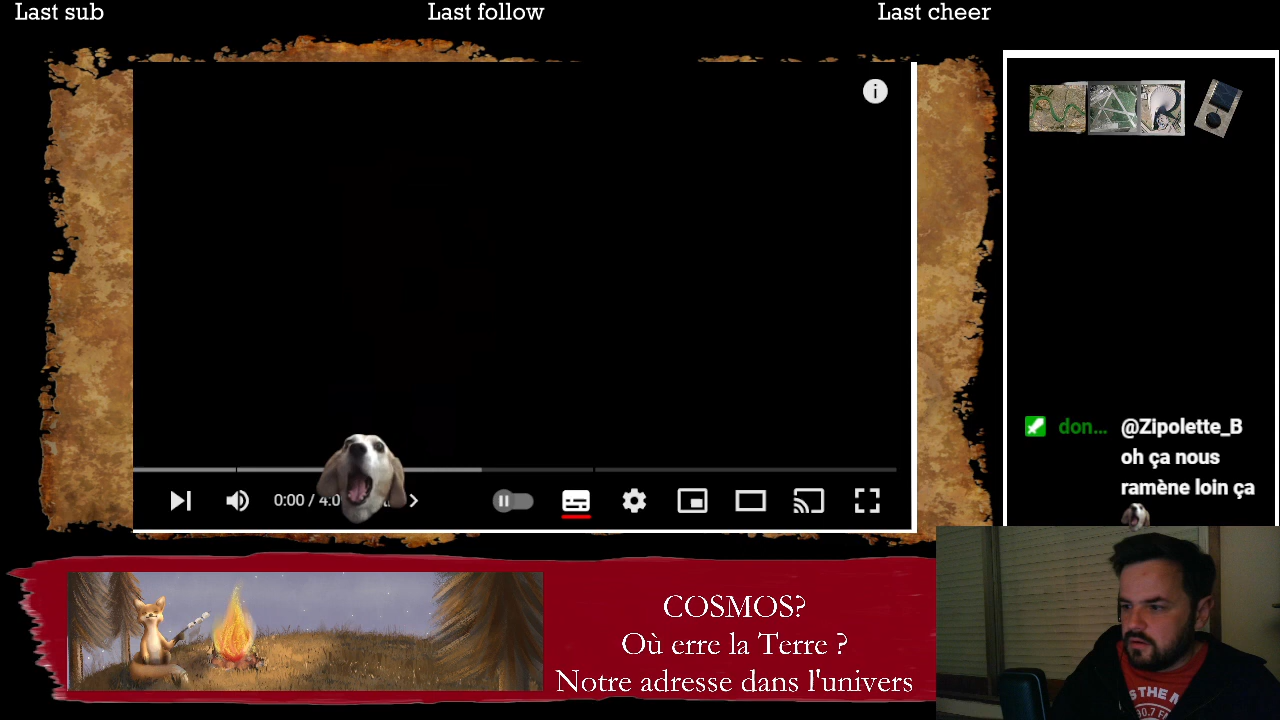 Last sub
Last follow
Last cheer
i
don... @Zipolette_B
oh ça nous
ramène loin ça
0:00 / 4:0
COSMOS?
Où erre la Terre ?
Notre adresse dans l'univers
S THE M